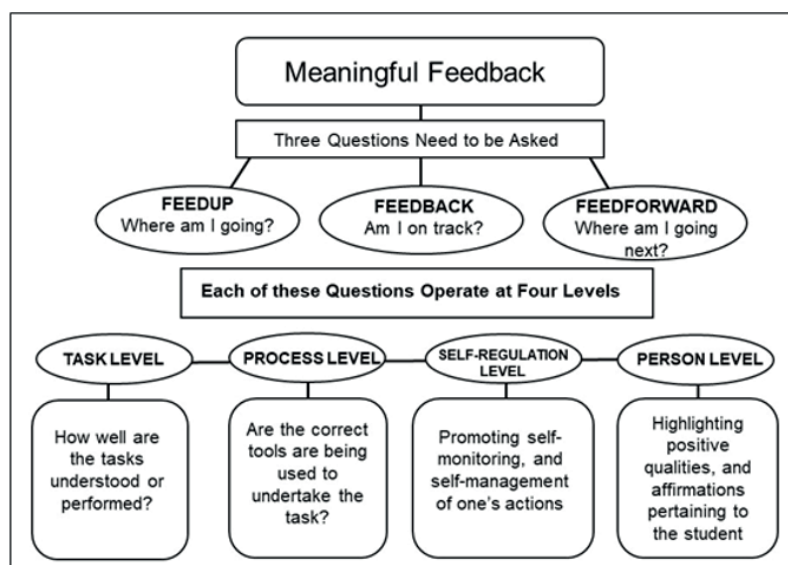 Meaningful Feedback
Three Questions Need to be Asked
FEEDUP
Where am I going?
FEEDBACK
Am I on track?
FEEDFORWARD
Where am I going
next?
Each of these Questions Operate at Four Levels
TASK LEVEL
PROCESS LEVEL
SELF-REGULATION
LEVEL
PERSON LEVEL
How well are
the tasks
understood or
performed?
Are the correct
tools are being
used to
undertake the
task?
Promoting self-
monitoring, and
self-management
of one's actions
Highlighting
positive
qualities, and
affirmations
pertaining to
the student